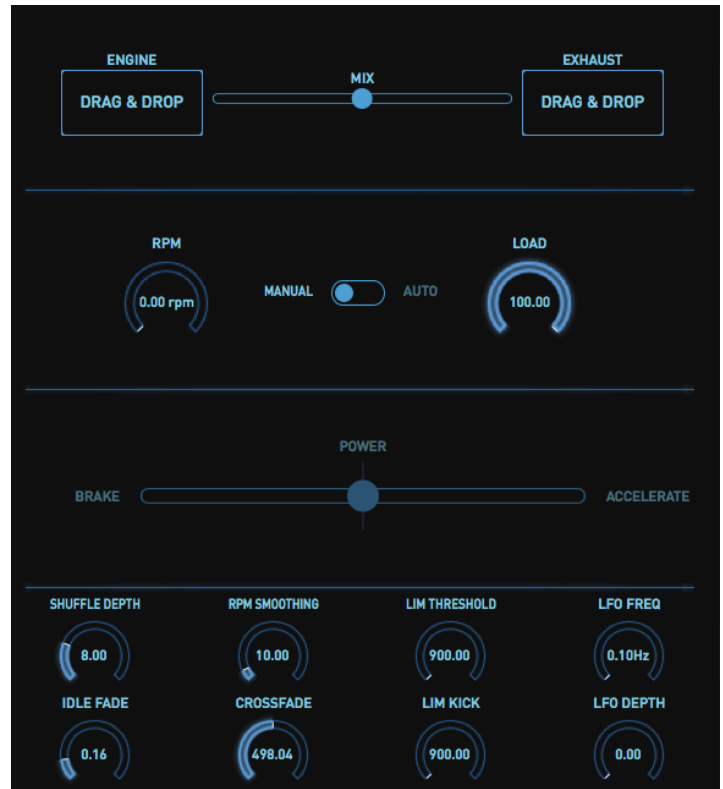 ENGINE
EXHAUST
MIX
DRAG & DROP
DRAG & DROP
RPM
LOAD
MANUAL
AUTO
0.00 rpm
100.00
POWER
BRAKE
ACCELERATE
SHUFFLE DEPTH
RPM SMOOTHING
LIM THRESHOLD
LFO FREQ
8.00
10.00
900.00
0.10Hz
IDLE FADE
CROSSFADE
LIM KICK
LFO DEPTH
0.16
498.04
900.00
0.00